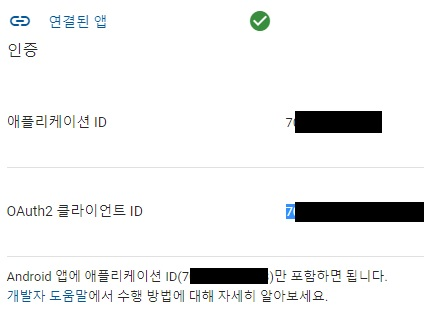 연결된 앱
인증
애플리케이션 ID 7
OAuth2 클라이언트 ID 70
Android 앱에 애플리케이션 ID(7 )만 포함하면 됩니다.
개발자 도움말에서 수행 방법에 대해 자세히 알아보세요.